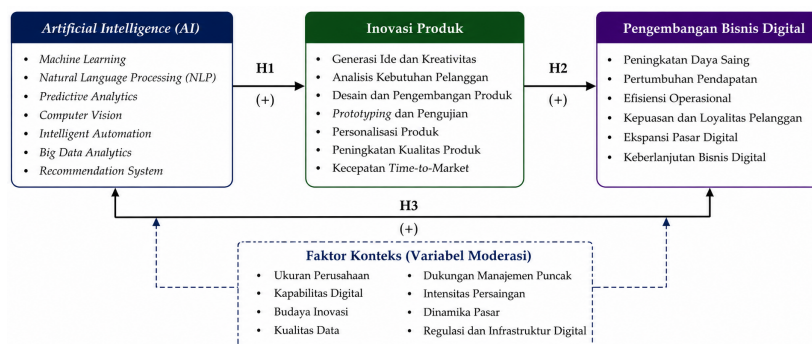 Artificial Intelligence (AI)
Machine Learning
Natural Language Processing (NLP)
Predictive Analytics
Computer Vision
Intelligent Automation
Big Data Analytics
Recommendation System
H1
(+)
Inovasi Produk
Generasi Ide dan Kreativitas
Analisis Kebutuhan Pelanggan
Desain dan Pengembangan Produk
Prototyping dan Pengujian
Personalisasi Produk
Peningkatan Kualitas Produk
Kecepatan Time-to-Market
H2
(+)
Pengembangan Bisnis Digital
Peningkatan Daya Saing
Pertumbuhan Pendapatan
Efisiensi Operasional
Kepuasan dan Loyalitas Pelanggan
Ekspansi Pasar Digital
Keberlanjutan Bisnis Digital
H3
(+)
Faktor Konteks (Variabel Moderasi)
Ukuran Perusahaan
Kapabilitas Digital
Budaya Inovasi
Kualitas Data
Dukungan Manajemen Puncak
Intensitas Persaingan
Dinamika Pasar
Regulasi dan Infrastruktur Digital